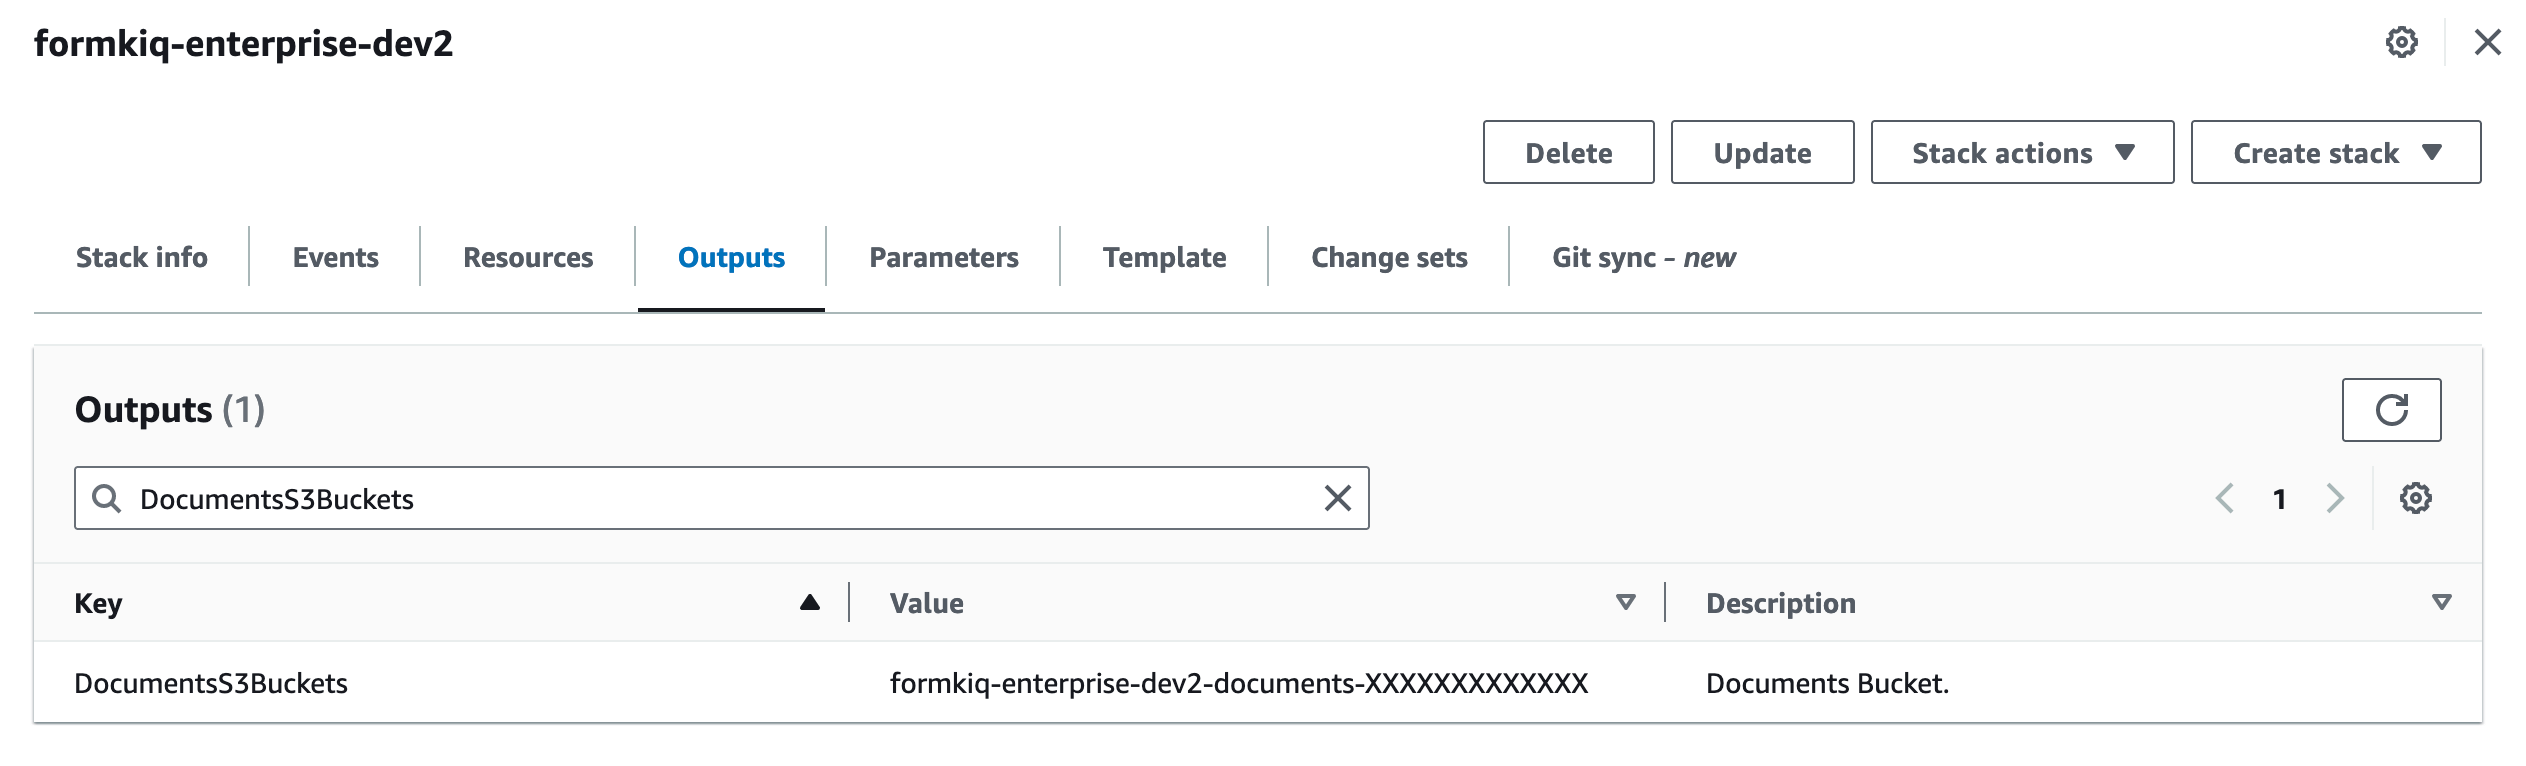 formkiq-enterprise-dev2
Delete
Update
Stack actions
Create stack
Stack info
Events
Resources
Outputs
Parameters
Template
Change sets
Git sync - new
Outputs (1)
DocumentsS3Buckets
1
Key
Value
Description
DocumentsS3Buckets
formkiq-enterprise-dev2-documents-XXXXXXXXXXXXX
Documents Bucket.